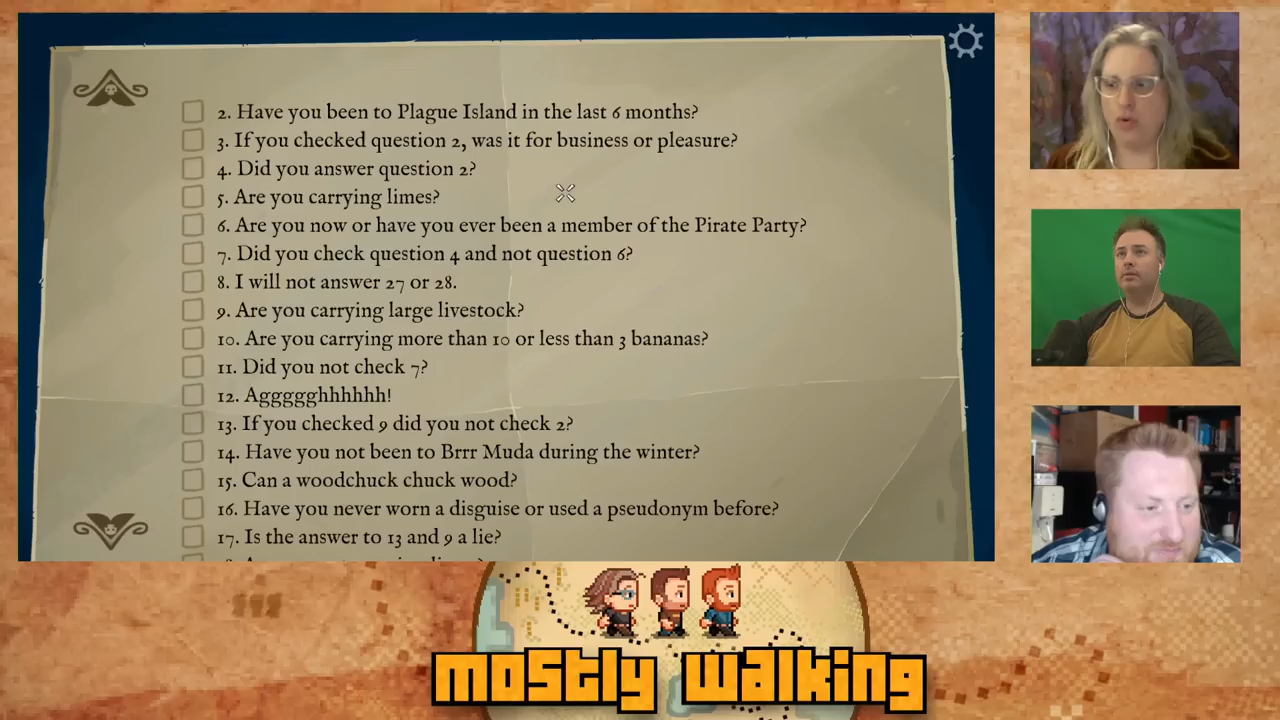 2. Have you been to Plague Island in the last 6 months?
3. If you checked question 2, was it for business or pleasure?
4. Did you answer question 2?
5. Are you carrying limes?
6. Are you now or have you ever been a member of the Pirate Party?
7. Did you check question 4 and not question 6?
8. I will not answer 27 or 28.
9. Are you carrying large livestock?
10. Are you carrying more than 10 or less than 3 bananas?
11. Did you not check 7?
12. Aggggghhhhhh!
13. If you checked 9 did you not check 2?
14. Have you not been to Brrr Muda during the winter?
15. Can a woodchuck chuck wood?
16. Have you never worn a disguise or used a pseudonym before?
17. Is the answer to 13 and 9 a lie?
mostly walking